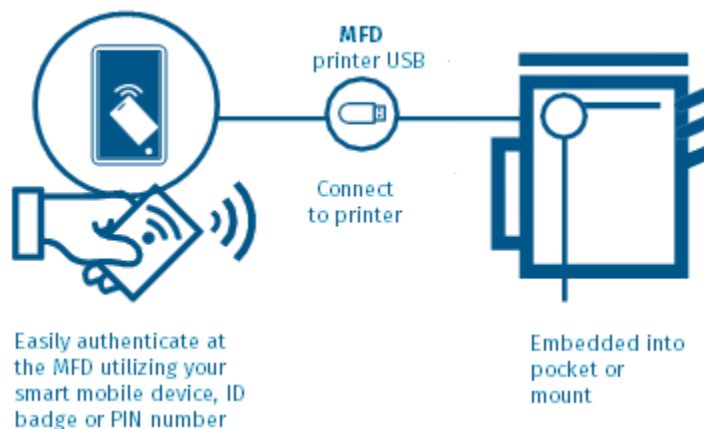 MFD
printer USB
Connect
to printer
Easily authenticate at
the MFD utilizing your
smart mobile device, ID
badge or PIN number
Embedded into
pocket or
mount